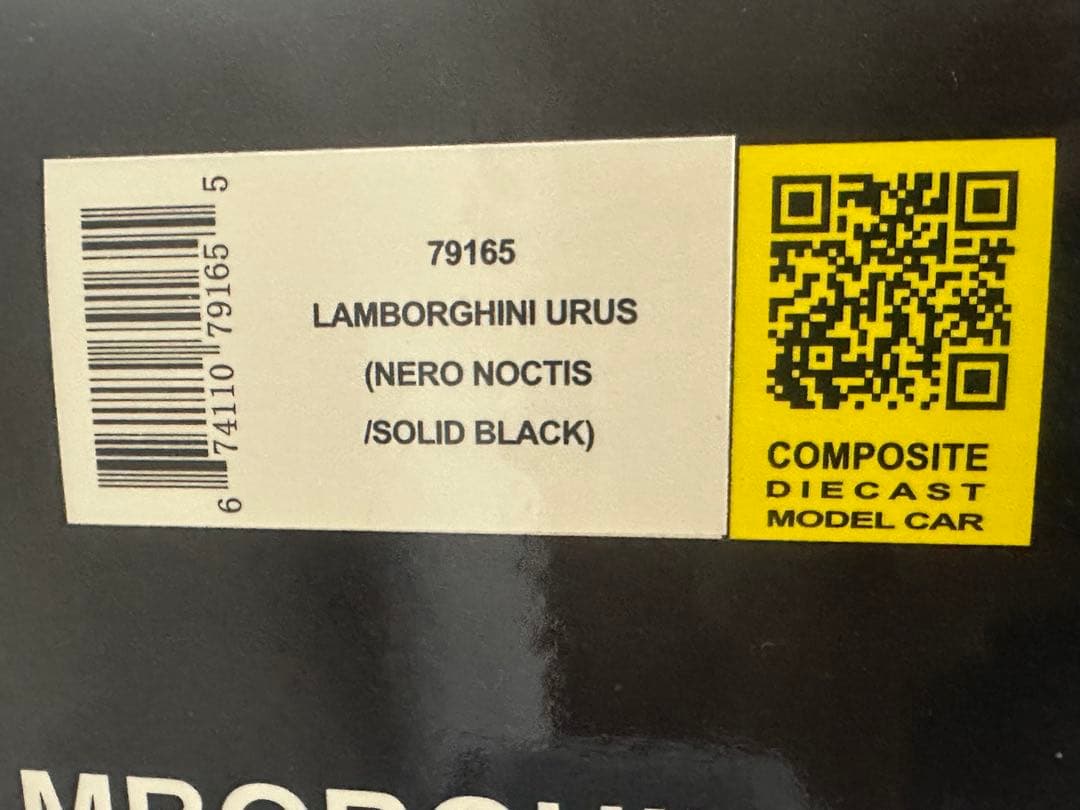 6 74110 79165 5
79165
LAMBORGHINI URUS
(NERO NOCTIS
/SOLID BLACK)
COMPOSITE
DIECAST
MODEL CAR